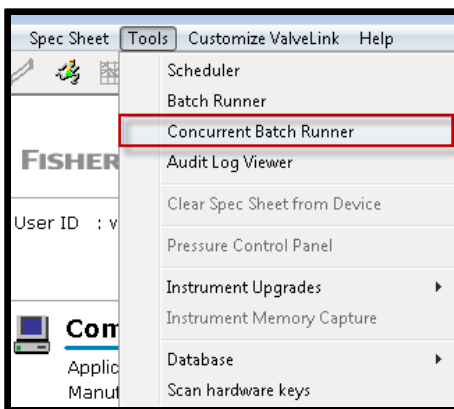 Spec Sheet Tools Customize ValveLink Help
Scheduler
Batch Runner
Concurrent Batch Runner
FISHER
Audit Log Viewer
Clear Spec Sheet from Device
User ID : v
Pressure Control Panel
Instrument Upgrades
Instrument Memory Capture
Com
Database
Applic
Scan hardware keys
Manuf